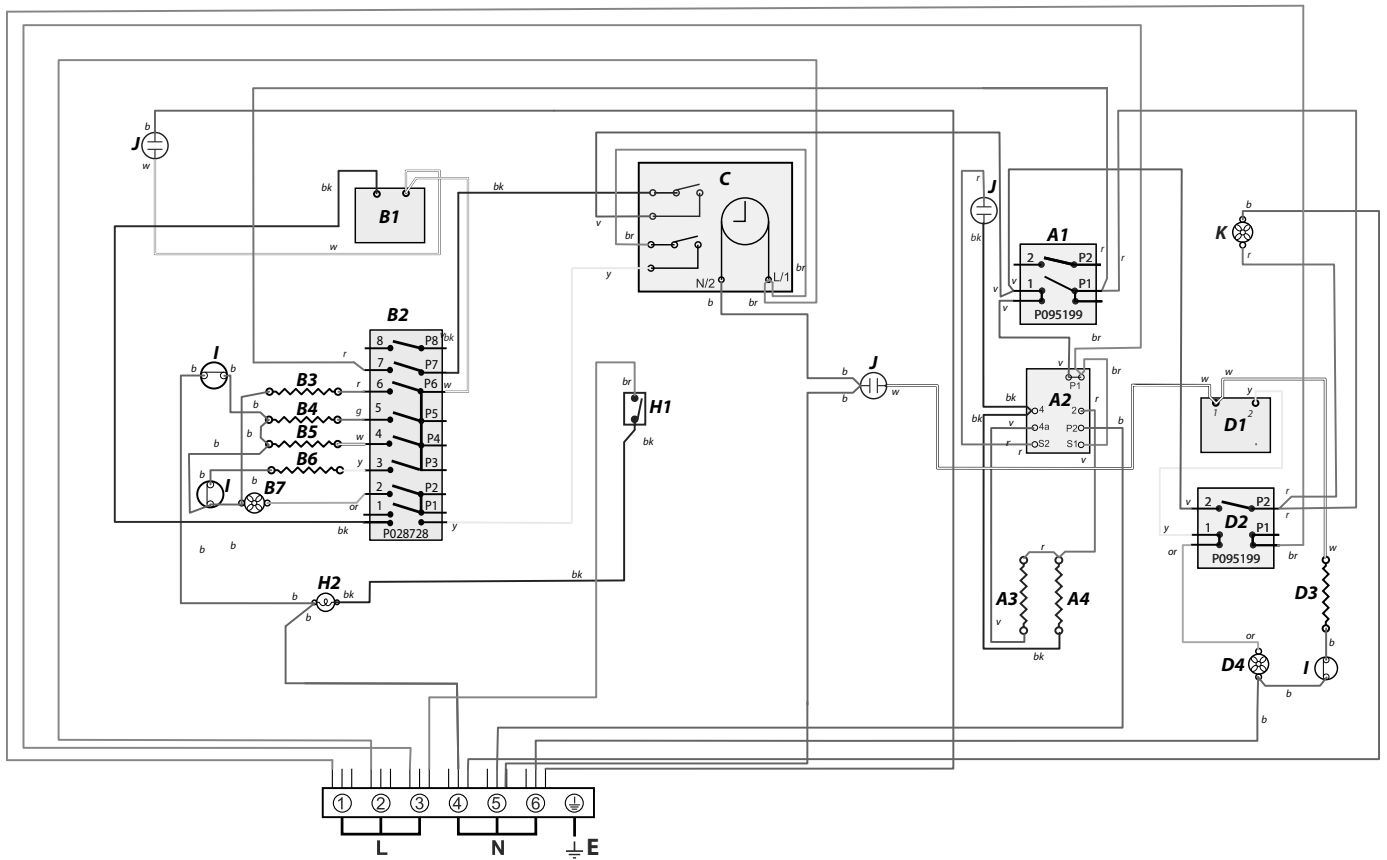 b
J
w
bk
B1
w
bk
C
v
br
y
N/2
L/1
br
b
br
r
J
bk
A1
2
P2
r
r
v
1
P1
v
v
P095199
br
b
K
r
B2
8
P8
bk
7
P7
r
6
P6
w
5
P5
4
P4
3
P3
2
P2
1
P1
y
P028728
I
b
b
B3
r
b
B4
g
b
B5
w
b
B6
y
b
b
I
B7
or
bk
b
b
br
H1
bk
b
J
b
w
v
P1
br
A2
bk
4
2
r
bk
v
4a
P2
b
r
S2
S1
r
v
w
w
y
1
2
D1
r
v
2
P2
r
D2
y
1
P1
or
br
P095199
w
H2
b
bk
bk
b
r
A3
A4
v
bk
D3
or
b
D4
I
b
b
1
2
3
4
5
6
L
N
E